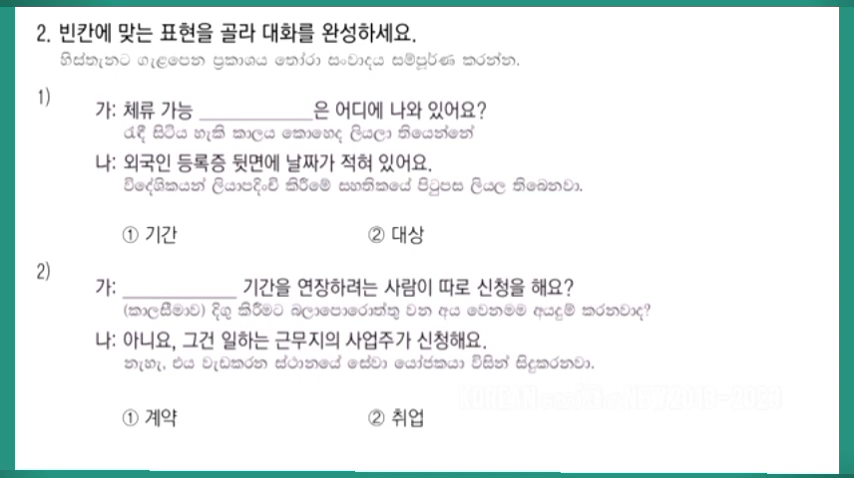 2. 빈칸에 맞는 표현을 골라 대화를 완성하세요.
හිස්තැනට ගැළපෙන ප්‍රකාශය තෝරා සංවාදය සම්පූර්ණ කරන්න.
1)
가: 체류 가능 ____________은 어디에 나와 있어요?
රැඳී සිටිය හැකි කාලය කොහෙද ලියලා තියෙන්නේ
나: 외국인 등록증 뒷면에 날짜가 적혀 있어요.
විදේශිකයන් ලියාපදිංචි කිරීමේ සහතිකයේ පිටුපස ලියල තිබෙනවා.
① 기간 ② 대상
2)
가: ____________ 기간을 연장하려는 사람이 따로 신청을 해요?
(කාලසීමාව) දිගු කිරීමට බලාපොරොත්තු වන අය වෙනමම අයදුම් කරනවාද?
나: 아니요, 그건 일하는 근무지의 사업주가 신청해요.
නැහැ, එය වැඩකරන ස්ථානයේ සේවා යෝජකයා විසින් සිදුකරනවා.
① 계약 ② 취업